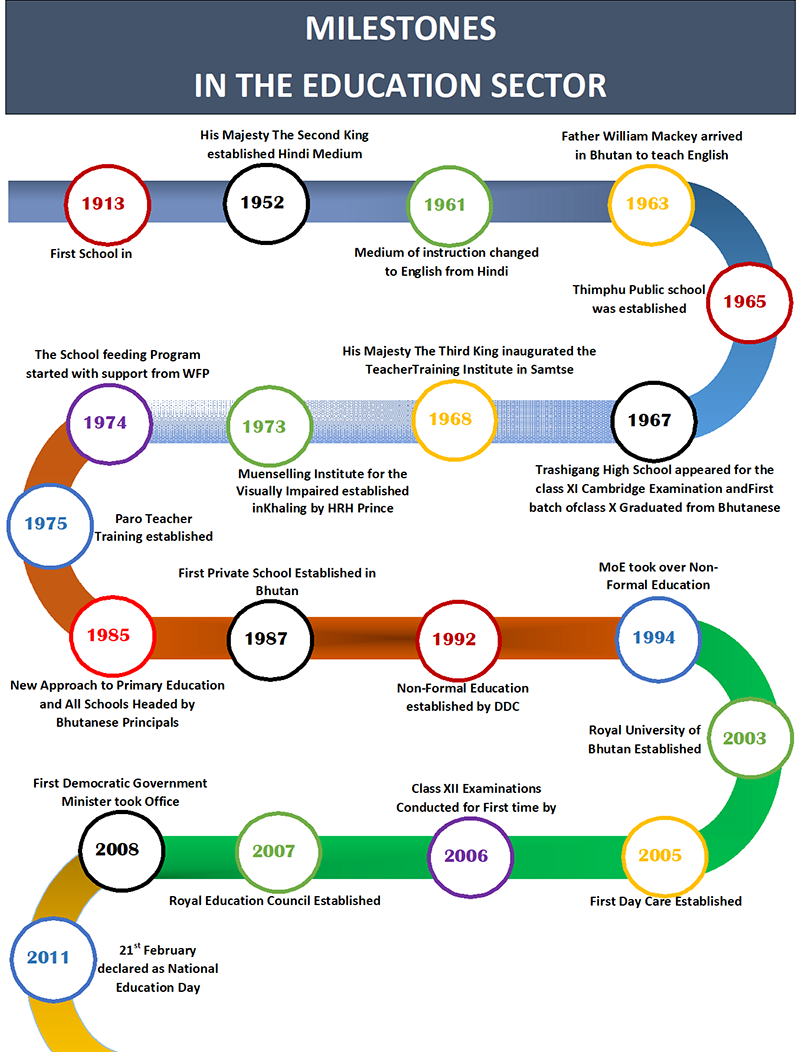 MILESTONES
IN THE EDUCATION SECTOR
His Majesty The Second King
established Hindi Medium
Father William Mackey arrived
in Bhutan to teach English
1913
1952
1961
1963
First School in
Medium of instruction changed
to English from Hindi
Thimphu Public school
was established
1965
The School feeding Program
started with support from WFP
His Majesty The Third King inaugurated the
TeacherTraining Institute in Samtse
1974
1973
1968
1967
Muenselling Institute for the
Visually Impaired established
inKhaling by HRH Prince
Trashigang High School appeared for the
class XI Cambridge Examination andFirst
batch ofclass X Graduated from Bhutanese
1975
Paro Teacher
Training established
First Private School Established in
Bhutan
MoE took over Non-
Formal Education
1985
1987
1992
1994
New Approach to Primary Education
and All Schools Headed by
Bhutanese Principals
Non-Formal Education
established by DDC
Royal University of
Bhutan Established
2003
First Democratic Government
Minister took Office
Class XII Examinations
Conducted for First time by
2008
2007
2006
2005
Royal Education Council Established
First Day Care Established
2011
21st February
declared as National
Education Day